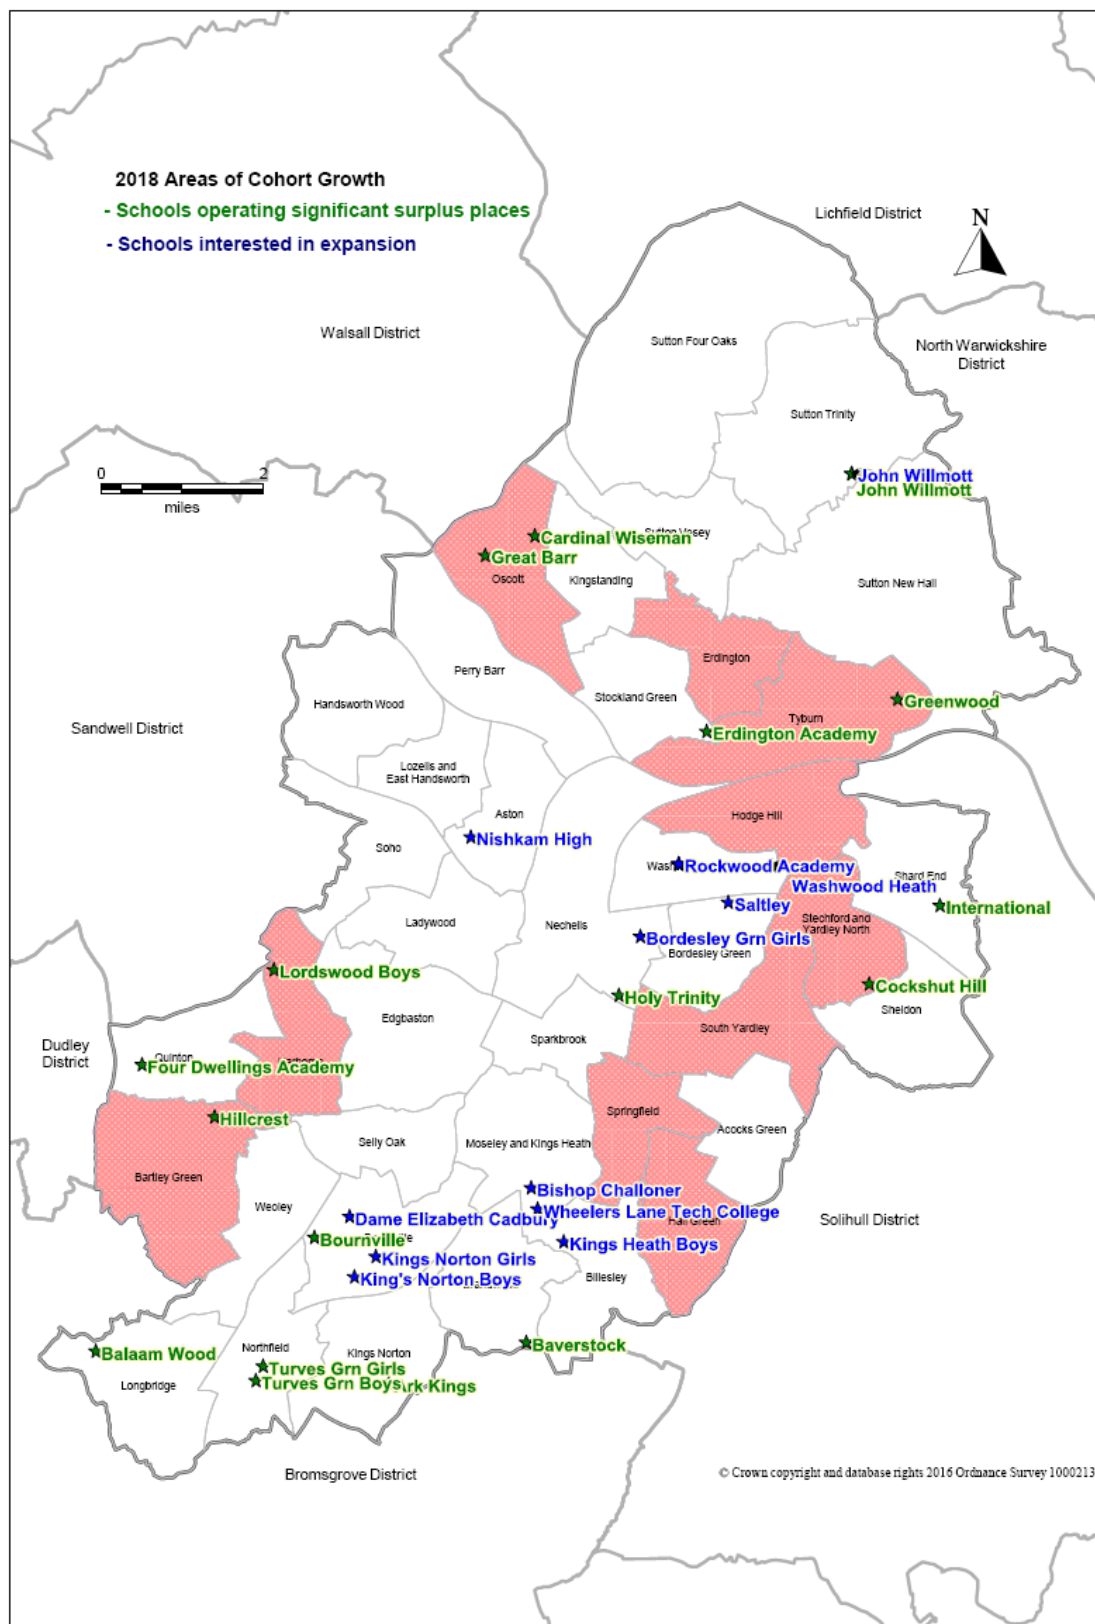 2018 Areas of Cohort Growth
- Schools operating significant surplus places
- Schools interested in expansion
Lichfield District
N
Walsall District
Sutton Four Oaks
North Warwickshire
District
Sutton Trinity
0 2
miles
John Willmott
John Willmott
Cardinal Wiseman
Great Barr
Oscott
Kingstanding
Sutton New Hall
Erdington
Perry Barr
Stockland Green
Handsworth Wood
Greenwood
Tyburn
Sandwell District
Erdington Academy
Lozells and
East Handsworth
Aston
Hodge Hill
Nishkam High
Soho
Rockwood Academy
Shard End
Washwood Heath
Saltley
International
Ladywood
Nechells
Stechford and
Yardley North
Bordesley Grn Girls
Bordesley Green
Lordswood Boys
Cockshut Hill
Holy Trinity
Sheldon
Edgbaston
Sparkbrook
South Yardley
Dudley
District
Quinton
Four Dwellings Academy
Hillcrest
Springfield
Acocks Green
Selly Oak
Moseley and Kings Heath
Bartley Green
Weoley
Bishop Challoner
Wheelers Lane Tech College
Dame Elizabeth Cadbury
Hall Green
Solihull District
Bournville
Kings Heath Boys
Kings Norton Girls
King's Norton Boys
Billesley
Baverstock
Balaam Wood
Northfield
Kings Norton
Turves Grn Girls
Turves Grn Boys
Ark Kings
Longbridge
Bromsgrove District
© Crown copyright and database rights 2016 Ordnance Survey 1000213